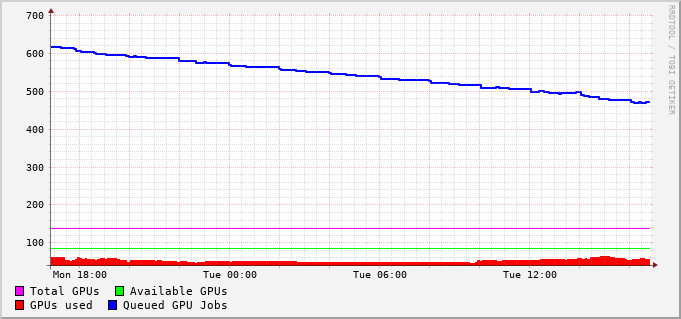 700
600
500
400
300
200
100
Mon 18:00 Tue 00:00 Tue 06:00 Tue 12:00
Total GPUs Available GPUs
GPUs used Queued GPU Jobs
RRDTOOL / TOBI OETIKER